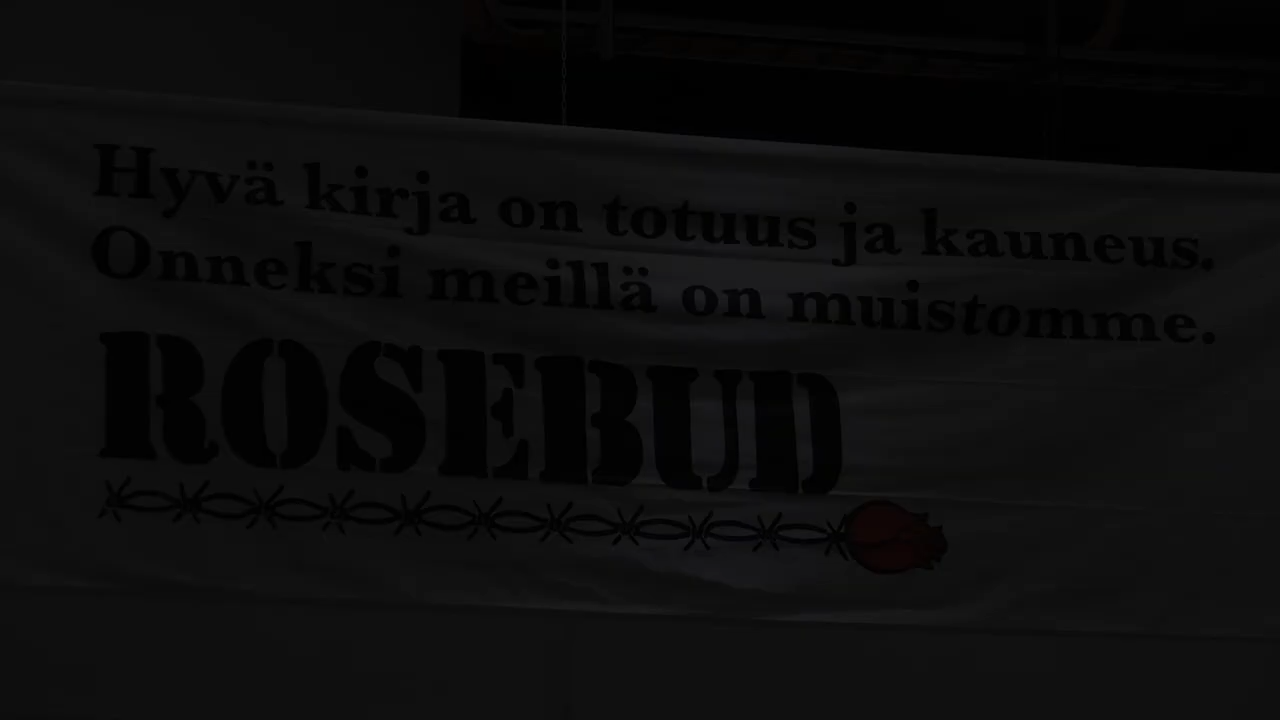 Hyvä kirja on totuus ja kauneus.
Onneksi meillä on muistomme.
ROSEBUD